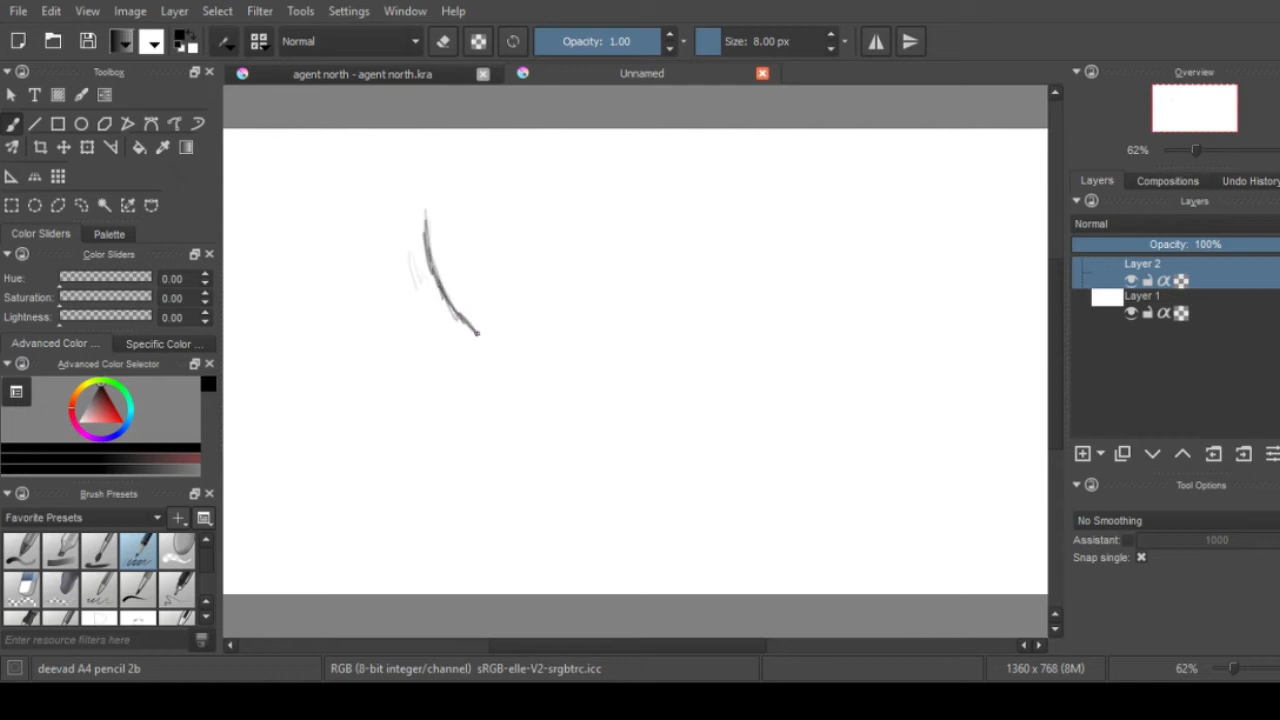 File Edit View Image Layer Select Filter Tools Settings Window Help
Normal Opacity: 1.00 Size: 8.00 px
Toolbox agent north - agent north.kra Unnamed Overview
62%
Layers Compositions Undo History
Layers
Color Sliders Palette
Normal
Color Sliders
Opacity: 100%
Hue: 0.00
Layer 2
Saturation: 0.00
Layer 1
Lightness: 0.00
Advanced Color ... Specific Color ...
Advanced Color Selector
Tool Options
Brush Presets
Favorite Presets
No Smoothing
Assistant: 1000
Snap single:
Enter resource filters here
deevad A4 pencil 2b RGB (8-bit integer/channel) sRGB-elle-V2-srgbtrc.icc 1360 x 768 (8M) 62%